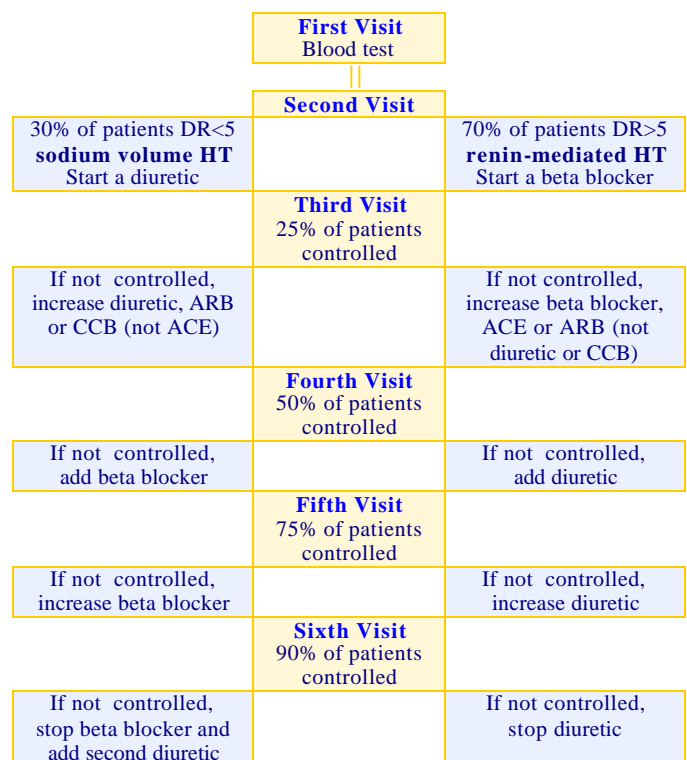 First Visit
Blood test
Second Visit
30% of patients DR<5
sodium volume HT
Start a diuretic
70% of patients DR>5
renin-mediated HT
Start a beta blocker
Third Visit
25% of patients
controlled
If not controlled,
increase diuretic, ARB
or CCB (not ACE)
If not controlled,
increase beta blocker,
ACE or ARB (not
diuretic or CCB)
Fourth Visit
50% of patients
controlled
If not controlled,
add beta blocker
If not controlled,
add diuretic
Fifth Visit
75% of patients
controlled
If not controlled,
increase beta blocker
If not controlled,
increase diuretic
Sixth Visit
90% of patients
controlled
If not controlled,
stop beta blocker and
add second diuretic
If not controlled,
stop diuretic